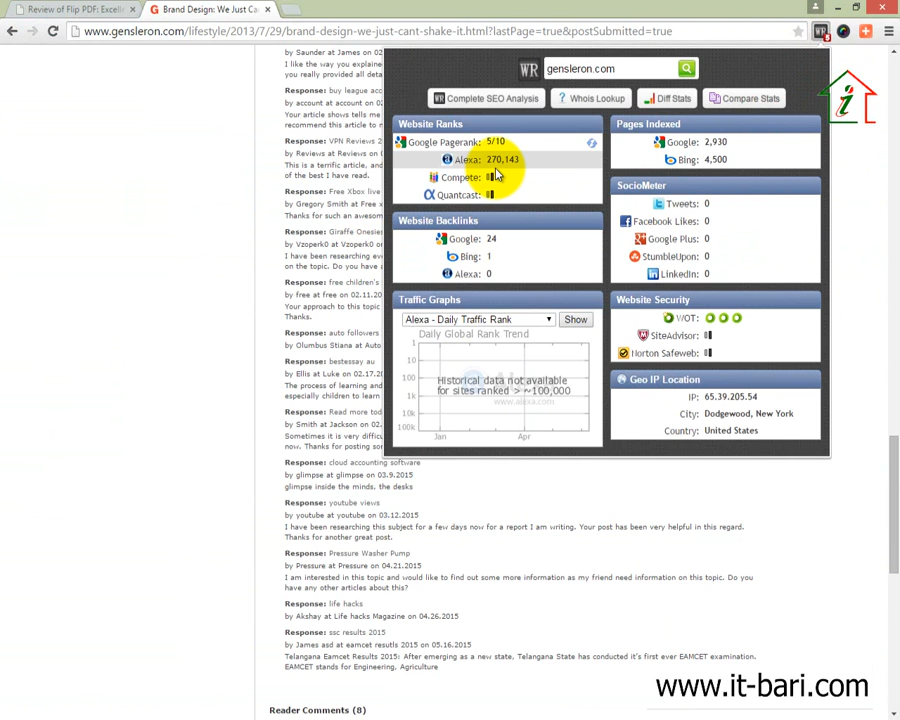 Review of Flip PDF: Excell
Brand Design: We Just Ca
www.gensleron.com/lifestyle/2013/7/29/brand-design-we-just-cant-shake-it.html?lastPage=true&postSubmitted=true
by Saunder at James on 02
I like the way you explaine
you really provided all deta
Response: buy league acc
by account at account on 02
Your article shows tells me
recommend this article to m
Response: VPN Reviews 2
by Reviews at Reviews on 0
This is a terrific article, and
of the best I have read.
Response: Free Xbox live
by Gregory Smith at Free x
Thanks for such an awesom
Response: Giraffe Onesies
by Vzoper0 at Vzoper0 on
I have been researching eve
on the topic. Do you have a
Response: free children's
by free at free on 02.11.20
Your approach to this topic
Thanks.
Response: auto followers
by Olumbus Stiana at Auto
Response: bestessay au
by Ellis at Luke on 02.17.20
The process of learning and
especially children to learn
Response: Read more tod
by Smith at Jackson on 02.
Sometimes it is very difficu
now. Thanks for posting sor
WR
gensleron.com
WR Complete SEO Analysis
? Whois Lookup
Diff Stats
Compare Stats
Website Ranks
Google Pagerank: 5/10
Alexa: 270,143
Compete:
Quantcast:
Website Backlinks
Google: 24
Bing: 1
Alexa: 0
Traffic Graphs
Alexa - Daily Traffic Rank
Show
Daily Global Rank Trend
1
10
100
1k
10k
100k
Historical data not available
for sites ranked > ~100,000
www.alexa.com
Jan
Apr
Pages Indexed
Google: 2,930
Bing: 4,500
SocioMeter
Tweets: 0
Facebook Likes: 0
Google Plus: 0
StumbleUpon: 0
LinkedIn: 0
Website Security
WOT:
SiteAdvisor:
Norton Safeweb:
Geo IP Location
IP: 65.39.205.54
City: Dodgewood, New York
Country: United States
Response: cloud accounting software
by glimpse at glimpse on 03.9.2015
glimpse inside the minds, the desks
Response: youtube views
by youtube at youtube on 03.12.2015
I have been researching this subject for a few days now for a report I am writing. Your post has been very helpful in this regard.
Thanks for another great post.
Response: Pressure Washer Pump
by Pressure at Pressure on 04.21.2015
I am interested in this topic and would like to find out some more information as my friend need information on this topic. Do you
have any other articles about this?
Response: life hacks
by Akshay at Life hacks Magazine on 04.26.2015
Response: ssc results 2015
by James asd at eamcet resutls 2015 on 05.16.2015
Telangana Eamcet Results 2015: After emerging as a new state, Telangana State has conducted it's first ever EAMCET examination.
EAMCET stands for Engineering, Agriculture
Reader Comments (8)
www.it-bari.com